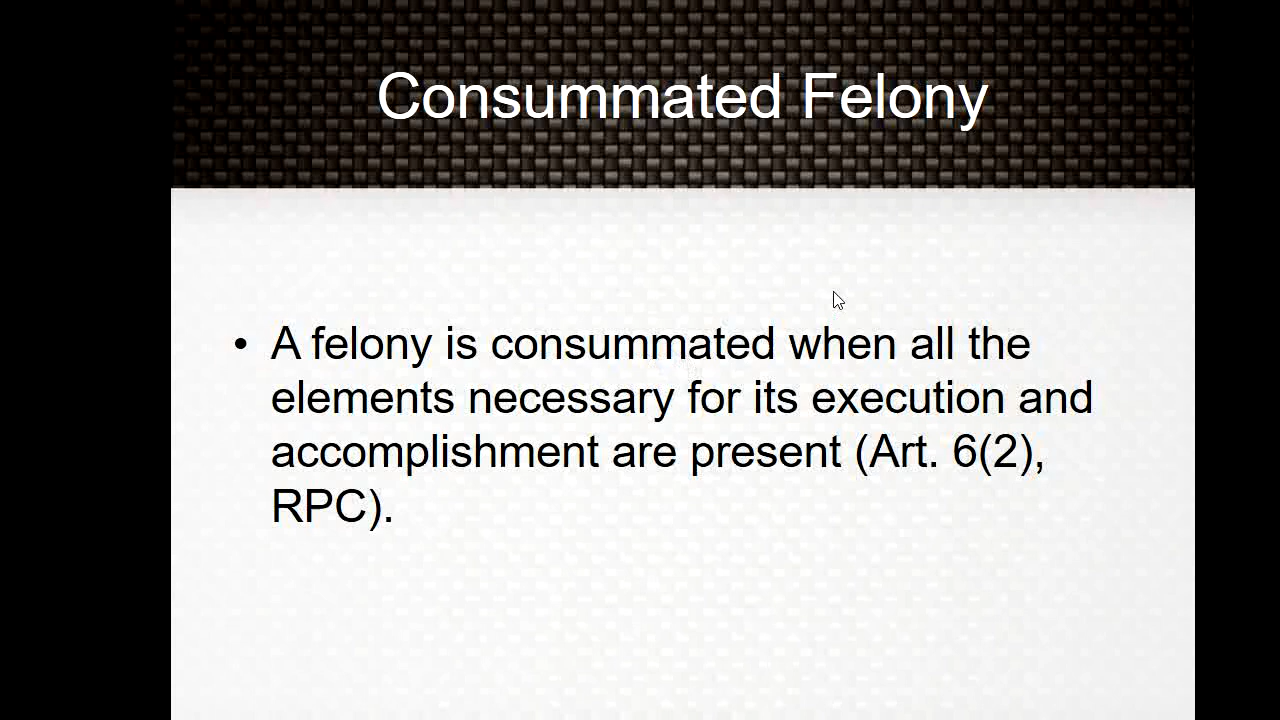 Consummated Felony
• A felony is consummated when all the
elements necessary for its execution and
accomplishment are present (Art. 6(2),
RPC).